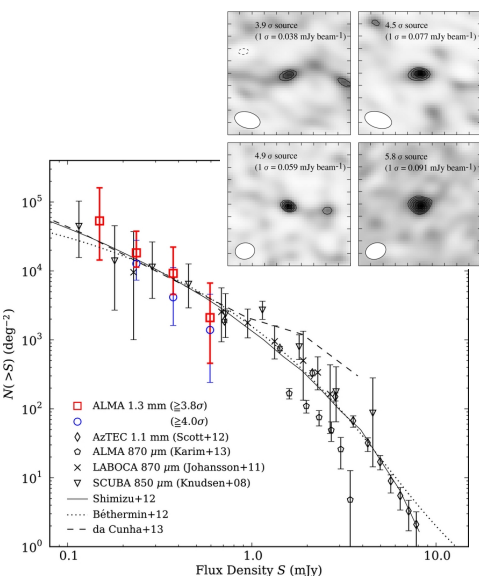 3.9 σ source
(1 σ = 0.038 mJy beam⁻¹)
4.5 σ source
(1 σ = 0.077 mJy beam⁻¹)
4.9 σ source
(1 σ = 0.059 mJy beam⁻¹)
5.8 σ source
(1 σ = 0.091 mJy beam⁻¹)
10⁵
10⁴
10³
10²
10¹
10⁰
N(>S) (deg⁻²)
ALMA 1.3 mm (≧3.8σ)
(≧4.0σ)
AzTEC 1.1 mm (Scott+12)
ALMA 870 μm (Karim+13)
LABOCA 870 μm (Johansson+11)
SCUBA 850 μm (Knudsen+08)
Shimizu+12
Béthermin+12
da Cunha+13
0.1 1.0 10.0
Flux Density S (mJy)